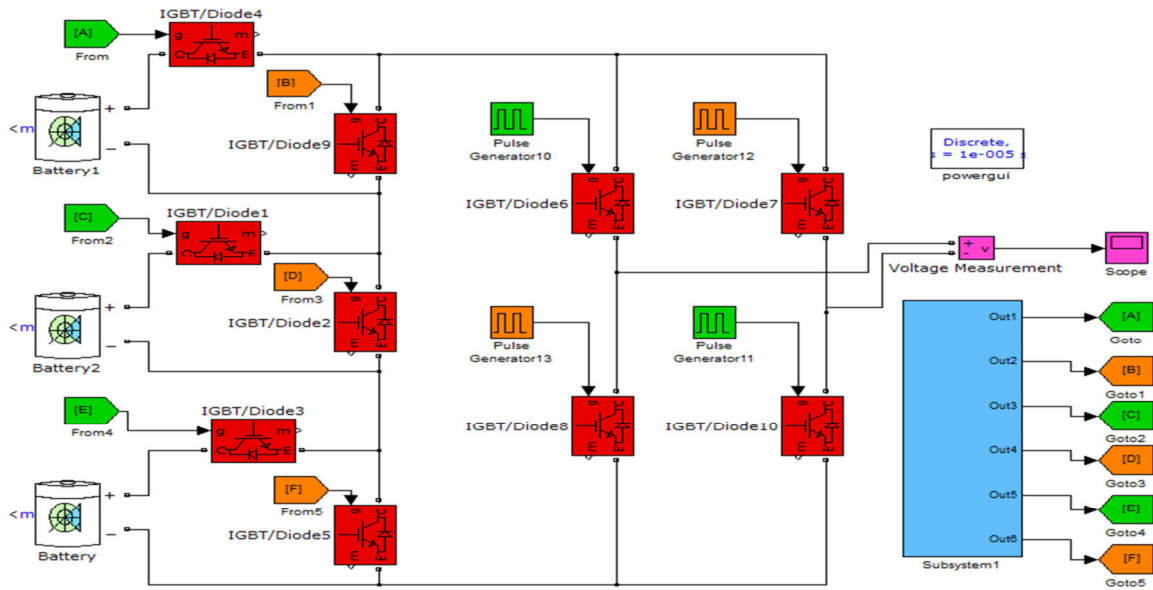 IGBT/Diode4
[A]
g
m
C
E
From
[B]
From1
+
<m
−
Battery1
g
C
m
E
IGBT/Diode9
Pulse
Generator10
Pulse
Generator12
Discrete,
s = 1e-005 s
powergui
g
C
m
E
IGBT/Diode6
g
C
m
E
IGBT/Diode7
[C]
From2
IGBT/Diode1
g
m
C
E
[D]
From3
+
-
v
Voltage Measurement
Scope
+
<m
−
Battery2
g
C
m
E
IGBT/Diode2
Pulse
Generator13
Pulse
Generator11
Out1
[A]
Goto
Out2
[B]
Goto1
Out3
[C]
Goto2
Out4
[D]
Goto3
Out5
[E]
Goto4
Out6
[F]
Goto5
Subsystem1
[E]
From4
IGBT/Diode3
g
m
C
E
g
C
m
E
IGBT/Diode8
g
C
m
E
IGBT/Diode10
+
<m
−
Battery
[F]
From5
g
C
m
E
IGBT/Diode5